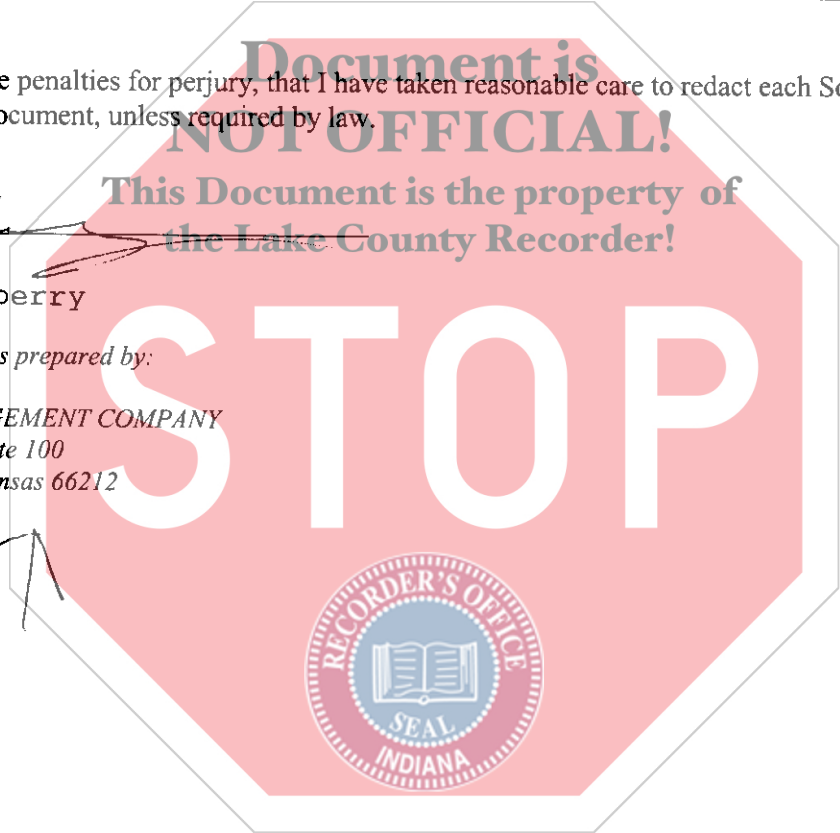 Document is
e penalties for perjury, that I have taken reasonable care to redact each So
ocument, unless required by law.
NOT OFFICIAL!
This Document is the property of
the Lake County Recorder!
perry
s prepared by:
GEMENT COMPANY
te 100
nsas 66212
STOP
RECORDER'S OFFICE
SEAL
INDIANA